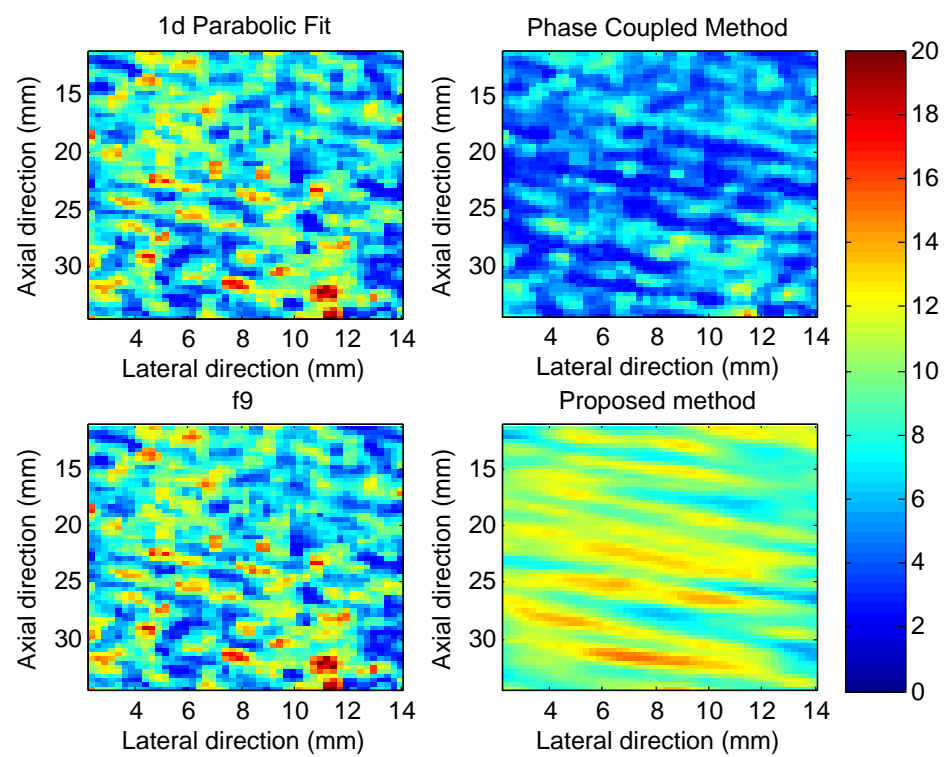 1d Parabolic Fit
Axial direction (mm)
15
20
25
30
4 6 8 10 12 14
Lateral direction (mm)
Phase Coupled Method
Axial direction (mm)
15
20
25
30
4 6 8 10 12 14
Lateral direction (mm)
f9
Axial direction (mm)
15
20
25
30
4 6 8 10 12 14
Lateral direction (mm)
Proposed method
Axial direction (mm)
15
20
25
30
4 6 8 10 12 14
Lateral direction (mm)
20
18
16
14
12
10
8
6
4
2
0